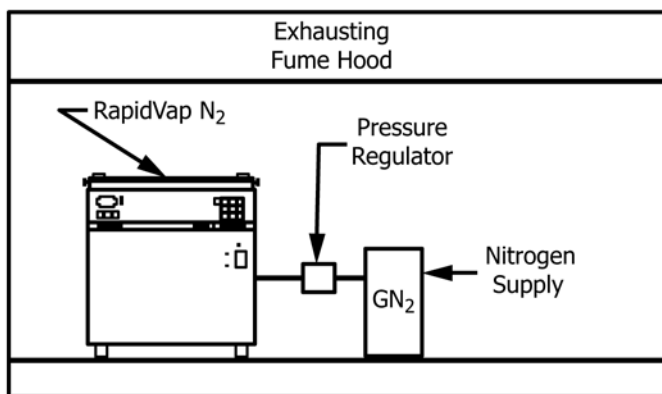 Exhausting
Fume Hood
RapidVap N₂
Pressure
Regulator
Nitrogen
Supply
GN₂